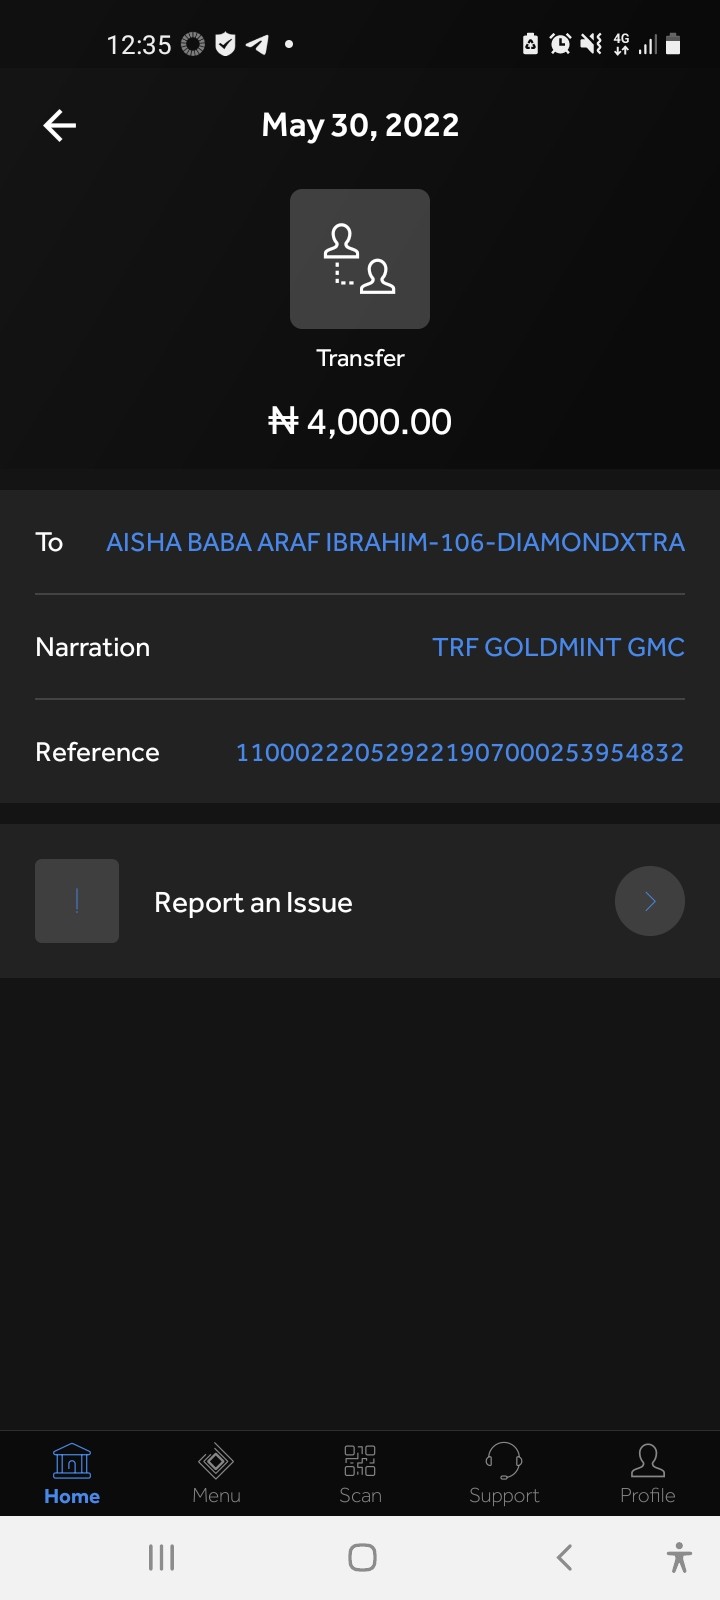 12:35
4G
May 30, 2022
Transfer
₦ 4,000.00
To AISHA BABA ARAF IBRAHIM-106-DIAMONDXTRA
Narration TRF GOLDMINT GMC
Reference 110002220529221907000253954832
Report an Issue
Home Menu Scan Support Profile